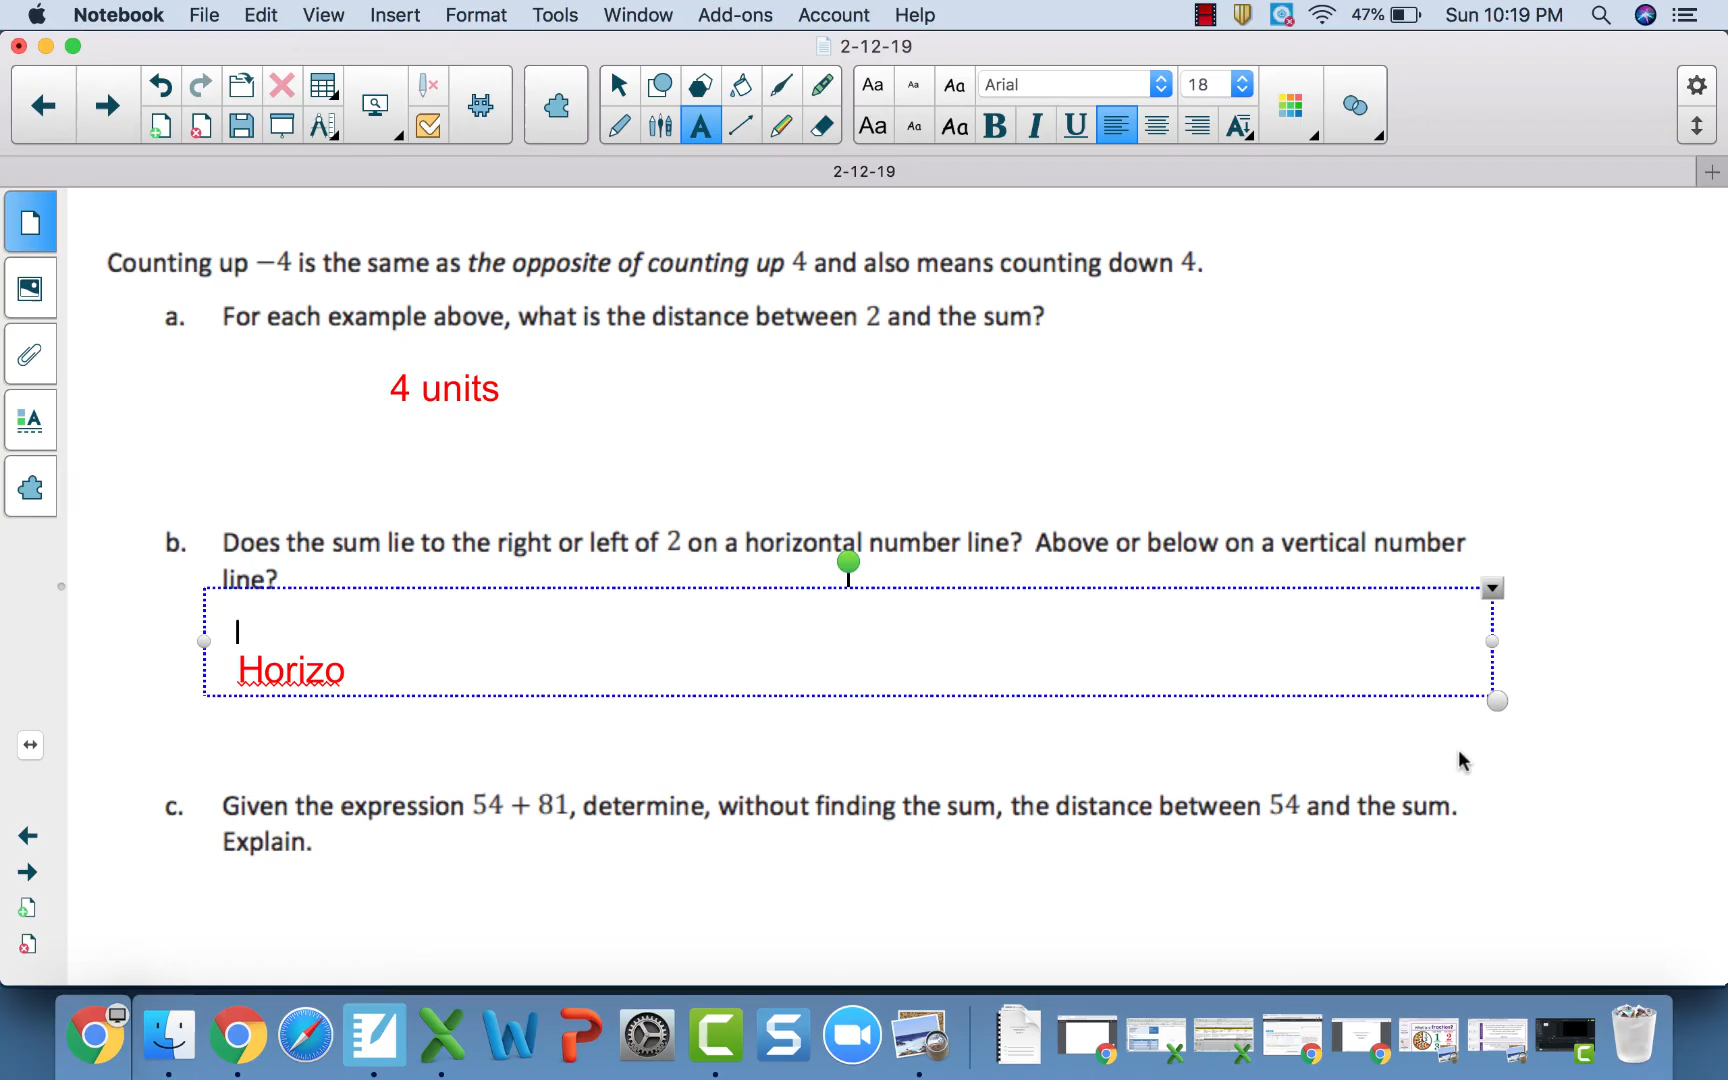 Notebook File Edit View Insert Format Tools Window Add-ons Account Help 47% Sun 10:19 PM
2-12-19
Aa Aa Aa Arial 18
Aa Aa Aa B I U A
2-12-19
Counting up −4 is the same as the opposite of counting up 4 and also means counting down 4.
a. For each example above, what is the distance between 2 and the sum?
4 units
b. Does the sum lie to the right or left of 2 on a horizontal number line? Above or below on a vertical number
line?
Horizo
c. Given the expression 54 + 81, determine, without finding the sum, the distance between 54 and the sum.
Explain.